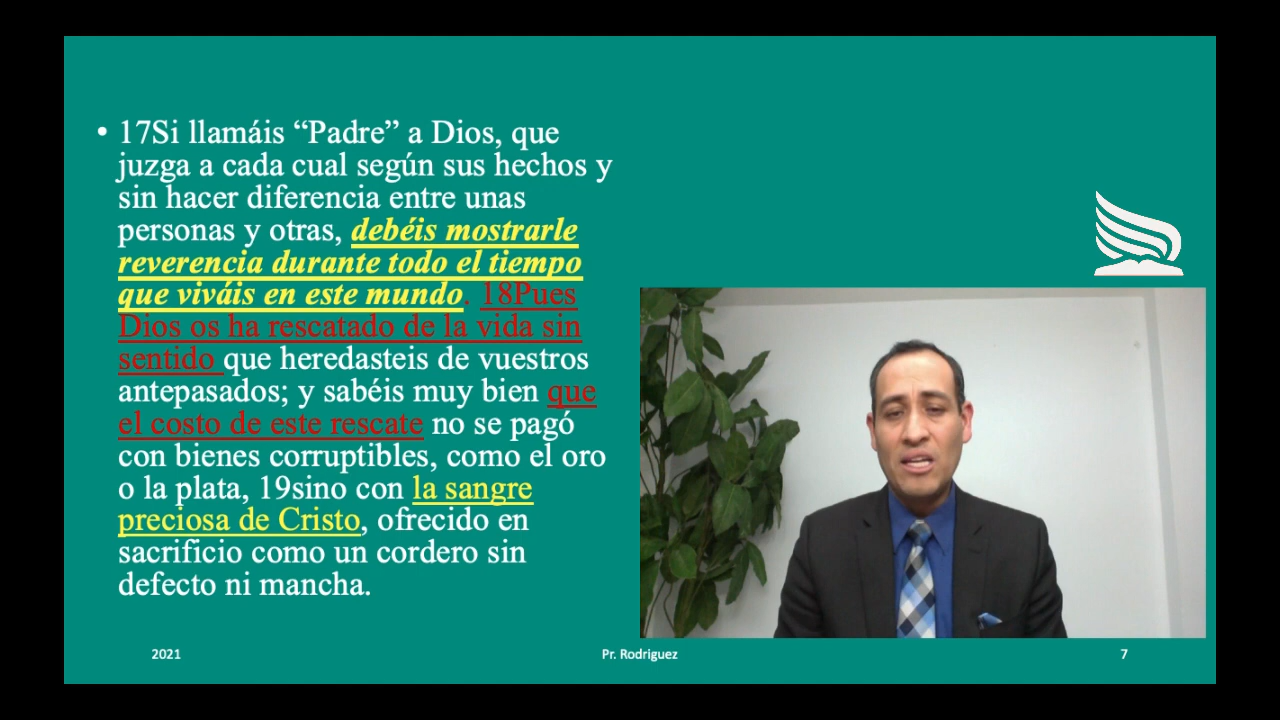 • 17Si llamáis “Padre” a Dios, que
juzga a cada cual según sus hechos y
sin hacer diferencia entre unas
personas y otras, debéis mostrarle
reverencia durante todo el tiempo
que viváis en este mundo. 18Pues
Dios os ha rescatado de la vida sin
sentido que heredasteis de vuestros
antepasados; y sabéis muy bien que
el costo de este rescate no se pagó
con bienes corruptibles, como el oro
o la plata, 19sino con la sangre
preciosa de Cristo, ofrecido en
sacrificio como un cordero sin
defecto ni mancha.
2021
Pr. Rodriguez
7